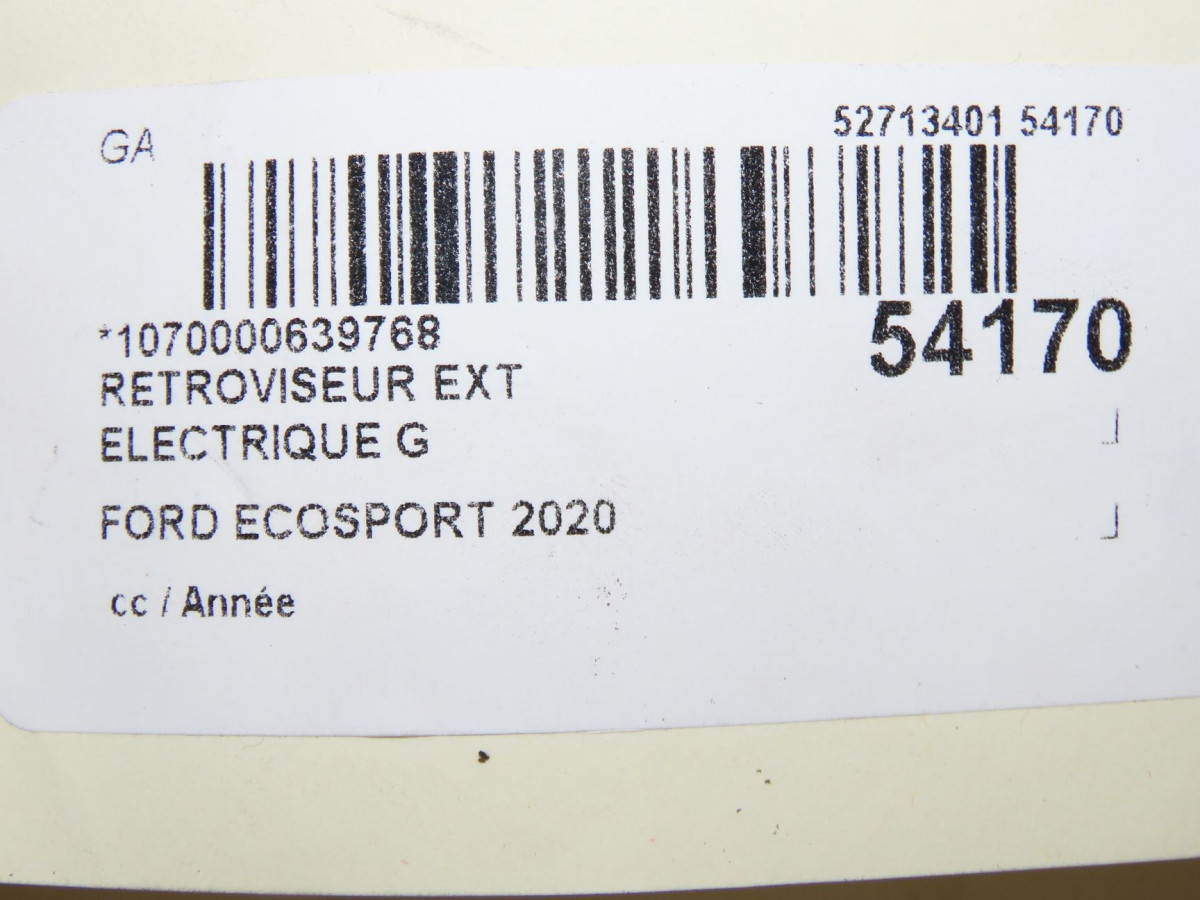 GA
52713401 54170
*1070000639768
54170
RETROVISEUR EXT
ELECTRIQUE G
FORD ECOSPORT 2020
cc / Année